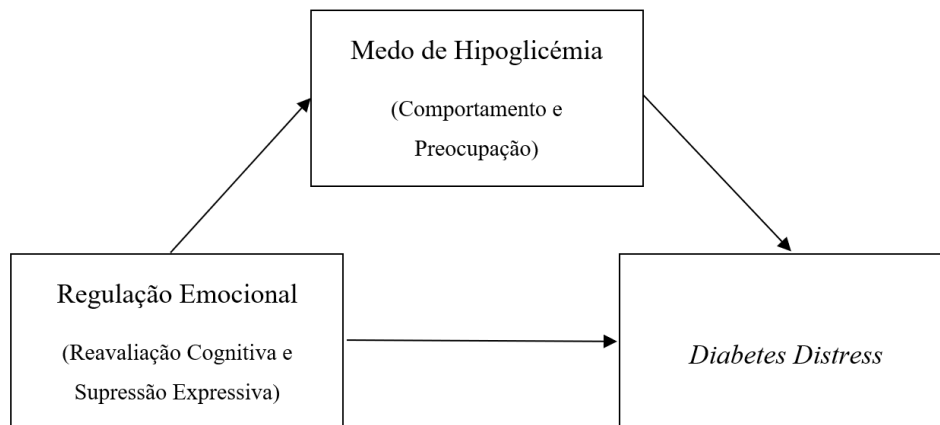 Medo de Hipoglicémia
(Comportamento e
Preocupação)
Regulação Emocional
(Reavaliação Cognitiva e
Supressão Expressiva)
Diabetes Distress